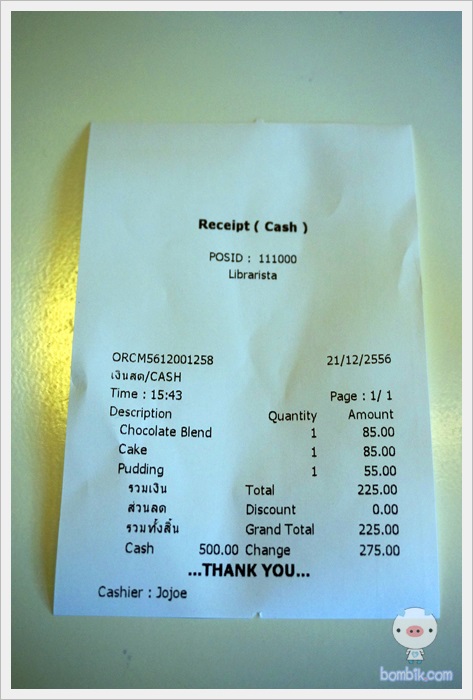 Receipt ( Cash )
POSID : 111000
Librarista
ORCM5612001258 21/12/2556
เงินสด/CASH
Time : 15:43 Page : 1/ 1
Description Quantity Amount
Chocolate Blend 1 85.00
Cake 1 85.00
Pudding 1 55.00
รวมเงิน Total 225.00
ส่วนลด Discount 0.00
รวมทั้งสิ้น Grand Total 225.00
Cash 500.00 Change 275.00
...THANK YOU...
Cashier : Jojoe
bombik.com